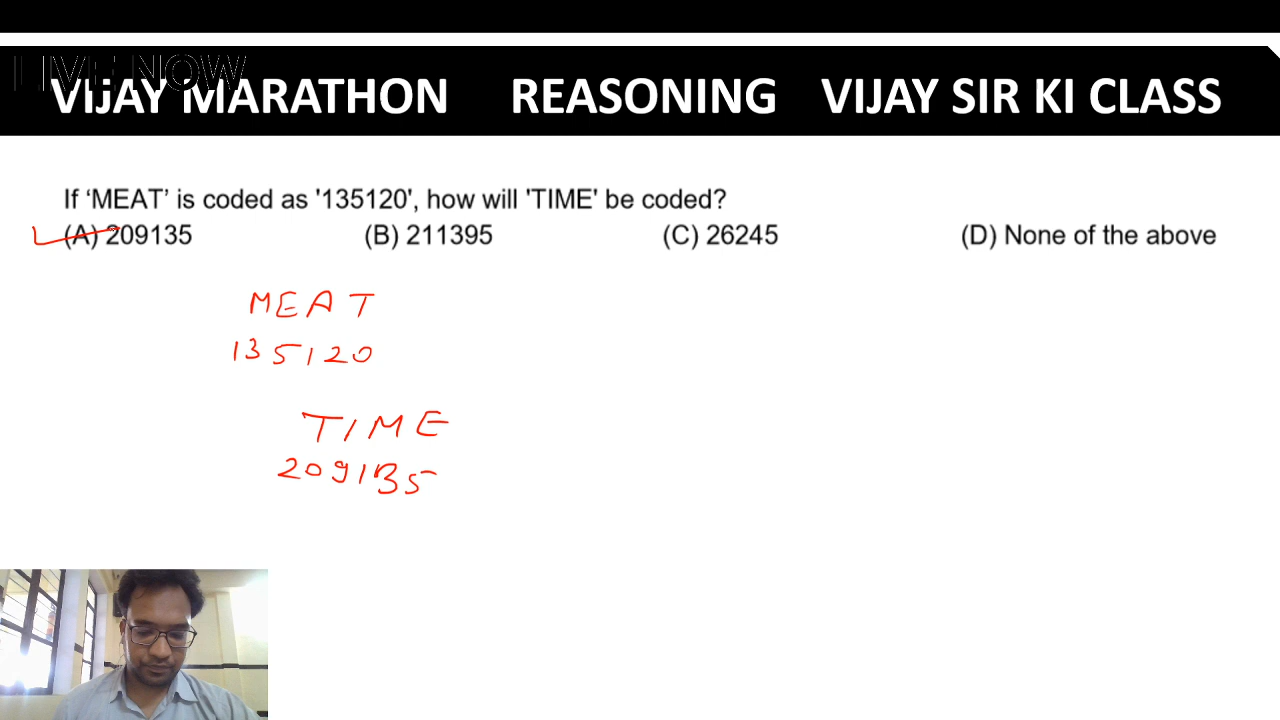 LIVE NOW
VIJAY MARATHON REASONING VIJAY SIR KI CLASS
If ‘MEAT’ is coded as '135120', how will 'TIME' be coded?
(A) 209135 (B) 211395 (C) 26245 (D) None of the above
MEAT
135120
TIME
209135